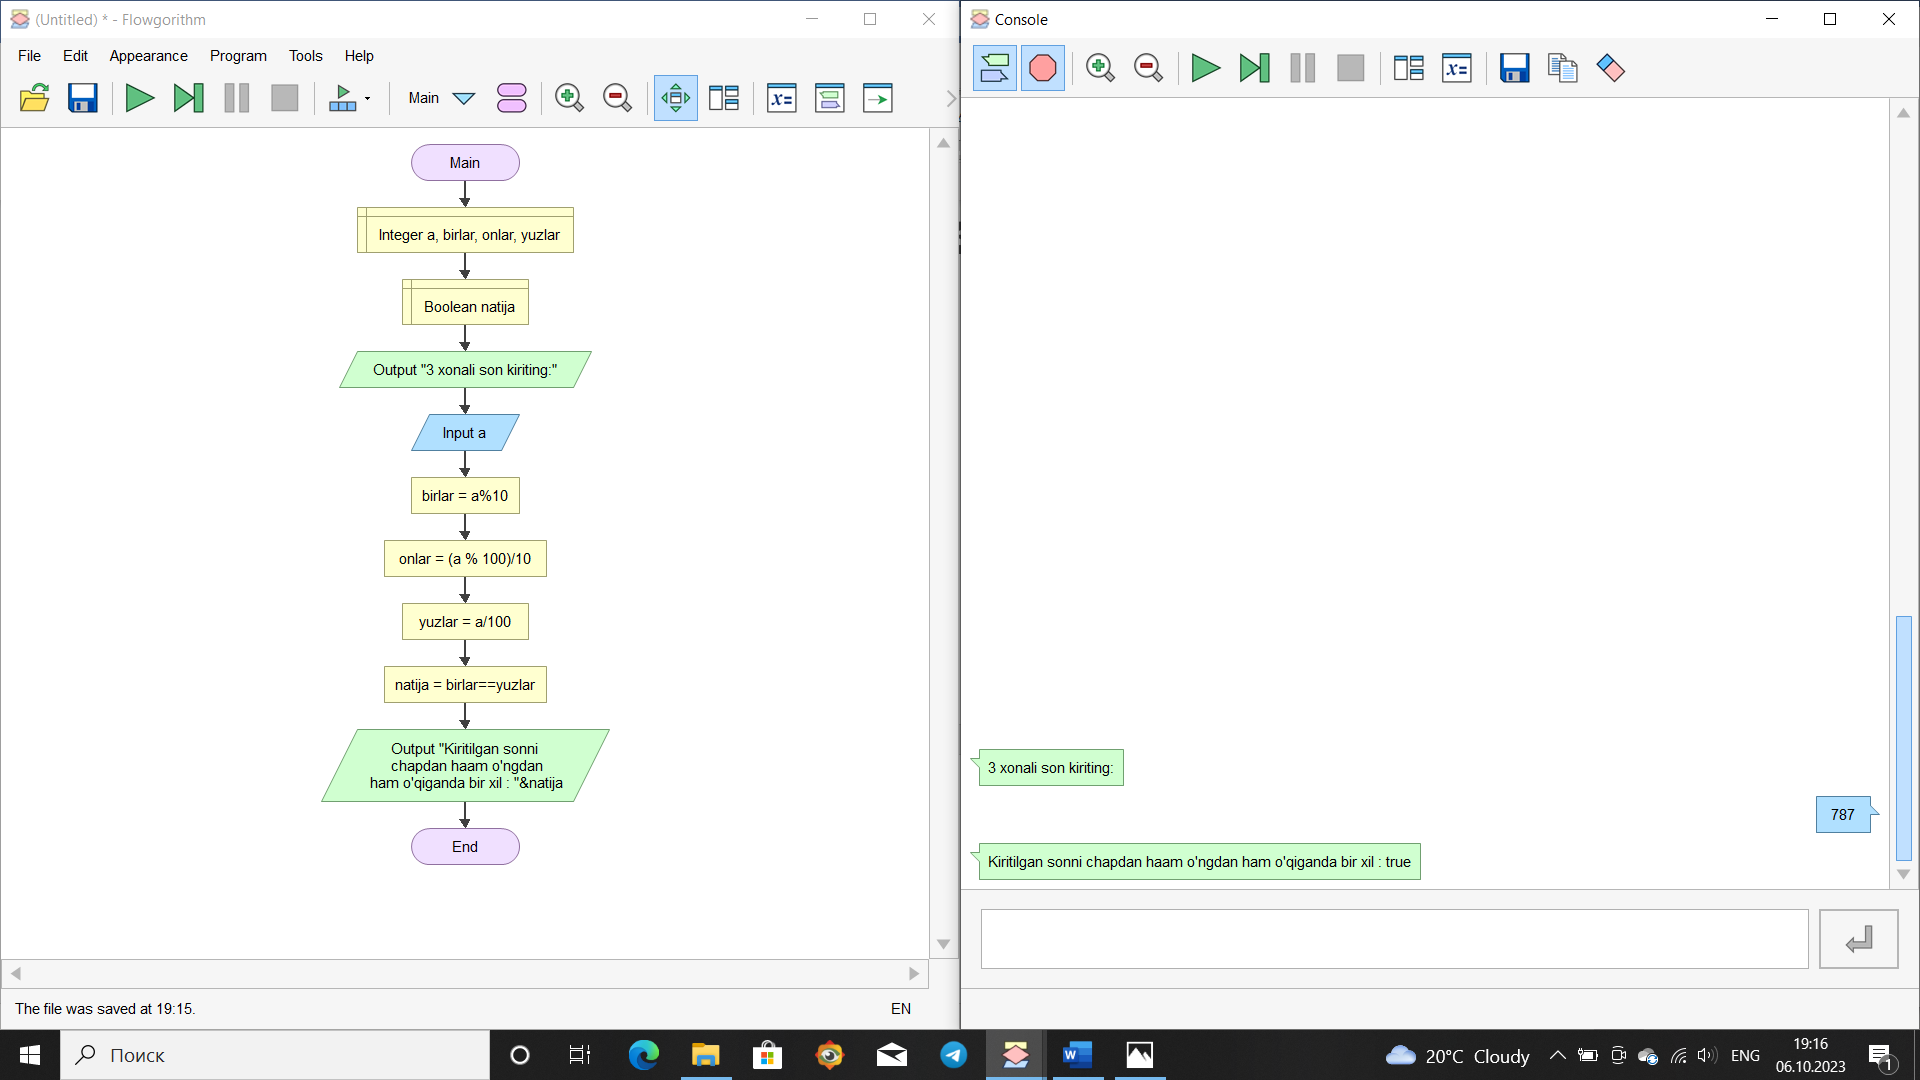 (Untitled) * - Flowgorithm
File Edit Appearance Program Tools Help
Main
Main
Integer a, birlar, onlar, yuzlar
Boolean natija
Output "3 xonali son kiriting:"
Input a
birlar = a%10
onlar = (a % 100)/10
yuzlar = a/100
natija = birlar==yuzlar
Output "Kiritilgan sonni
chapdan haam o'ngdan
ham o'qiganda bir xil : "&natija
End
The file was saved at 19:15.
EN
Console
x=
x=
3 xonali son kiriting:
787
Kiritilgan sonni chapdan haam o'ngdan ham o'qiganda bir xil : true
Поиск
W
20°C Cloudy
ENG
19:16
06.10.2023
1